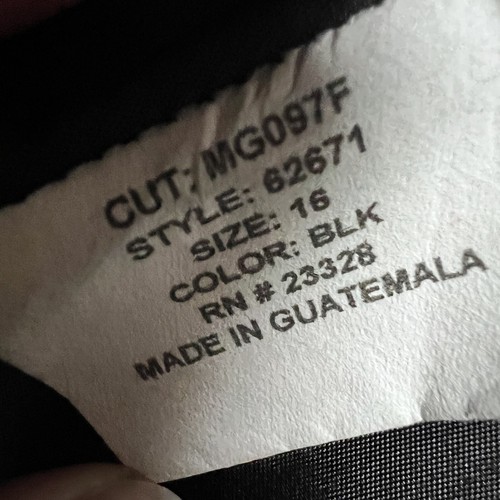 CUT: MG097F
STYLE: 62671
SIZE: 16
COLOR: BLK
RN # 23328
MADE IN GUATEMALA